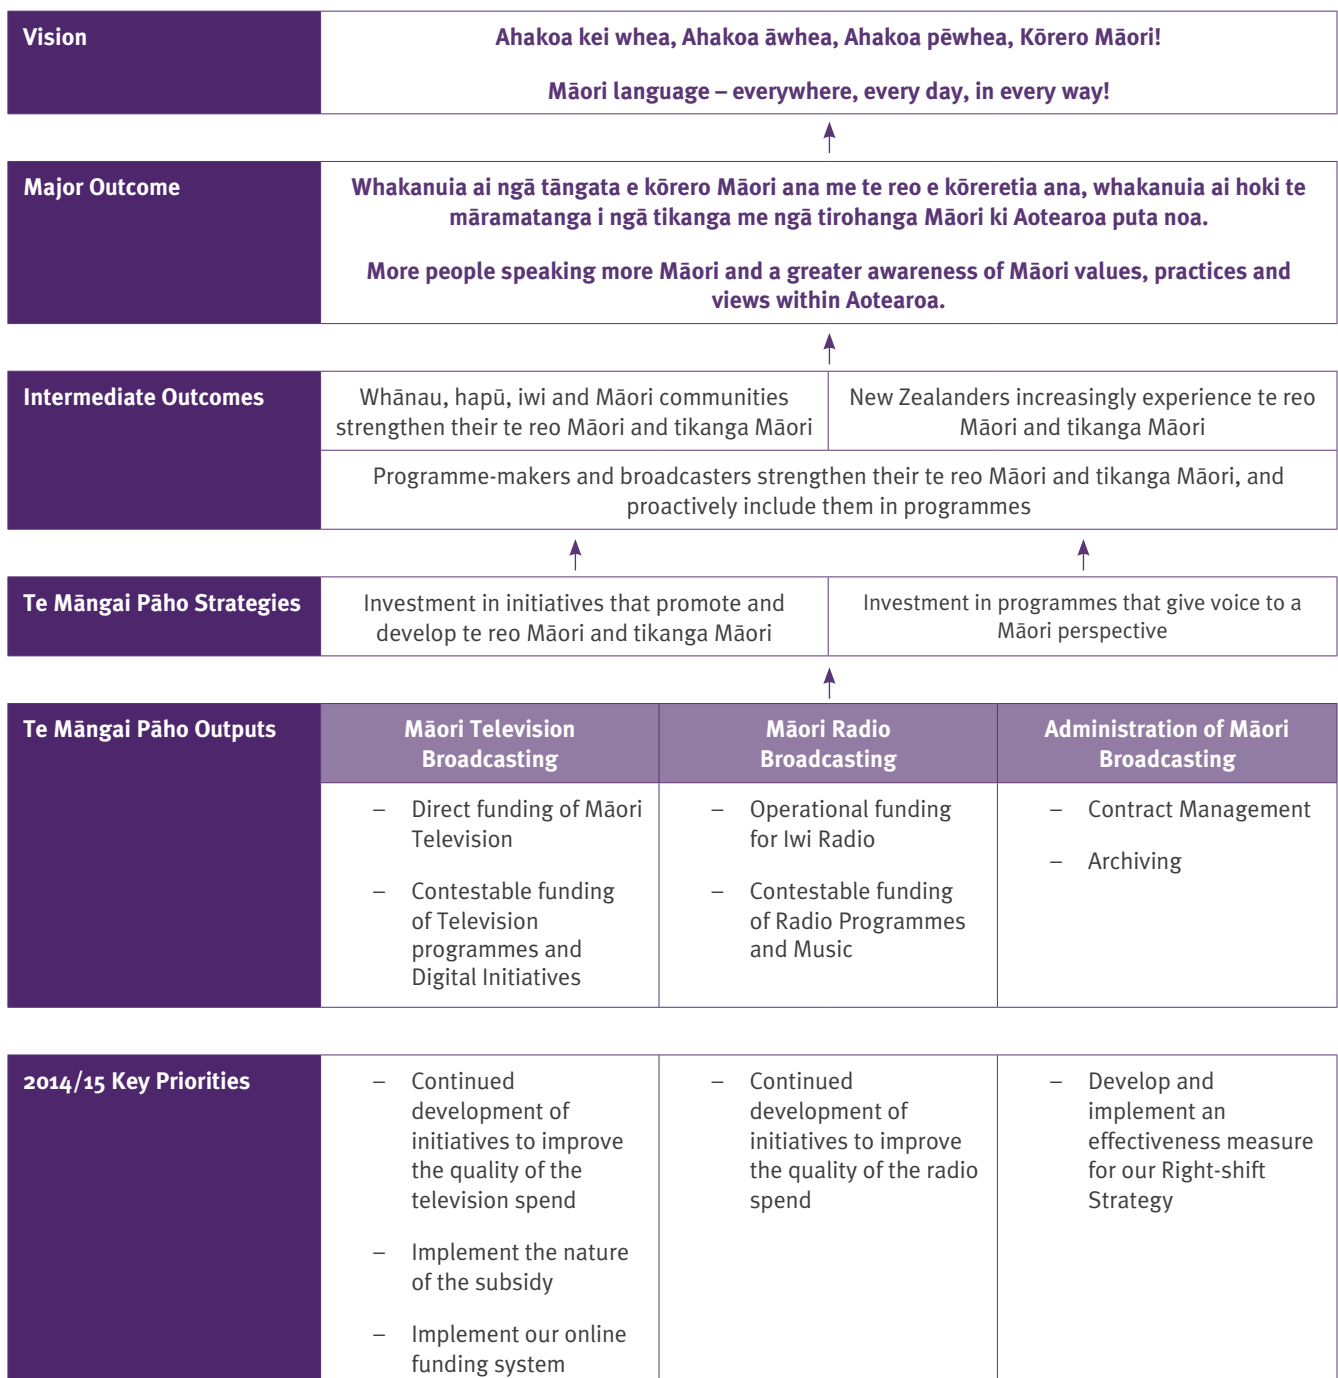 Vision
Ahakoa kei whea, Ahakoa āwhea, Ahakoa pēwhea, Kōrero Māori!
Māori language – everywhere, every day, in every way!
Major Outcome
Whakanuia ai ngā tāngata e kōrero Māori ana me te reo e kōreretia ana, whakanuia ai hoki te
māramatanga i ngā tikanga me ngā tirohanga Māori ki Aotearoa puta noa.
More people speaking more Māori and a greater awareness of Māori values, practices and
views within Aotearoa.
Intermediate Outcomes
Whānau, hapū, iwi and Māori communities
strengthen their te reo Māori and tikanga Māori
New Zealanders increasingly experience te reo
Māori and tikanga Māori
Programme-makers and broadcasters strengthen their te reo Māori and tikanga Māori, and
proactively include them in programmes
Te Māngai Pāho Strategies
Investment in initiatives that promote and
develop te reo Māori and tikanga Māori
Investment in programmes that give voice to a
Māori perspective
Te Māngai Pāho Outputs
Māori Television
Broadcasting
– Direct funding of Māori
Television
– Contestable funding
of Television
programmes and
Digital Initiatives
Māori Radio
Broadcasting
– Operational funding
for Iwi Radio
– Contestable funding
of Radio Programmes
and Music
Administration of Māori
Broadcasting
– Contract Management
– Archiving
2014/15 Key Priorities
– Continued
development of
initiatives to improve
the quality of the
television spend
– Implement the nature
of the subsidy
– Implement our online
funding system
– Continued
development of
initiatives to improve
the quality of the radio
spend
– Develop and
implement an
effectiveness measure
for our Right-shift
Strategy